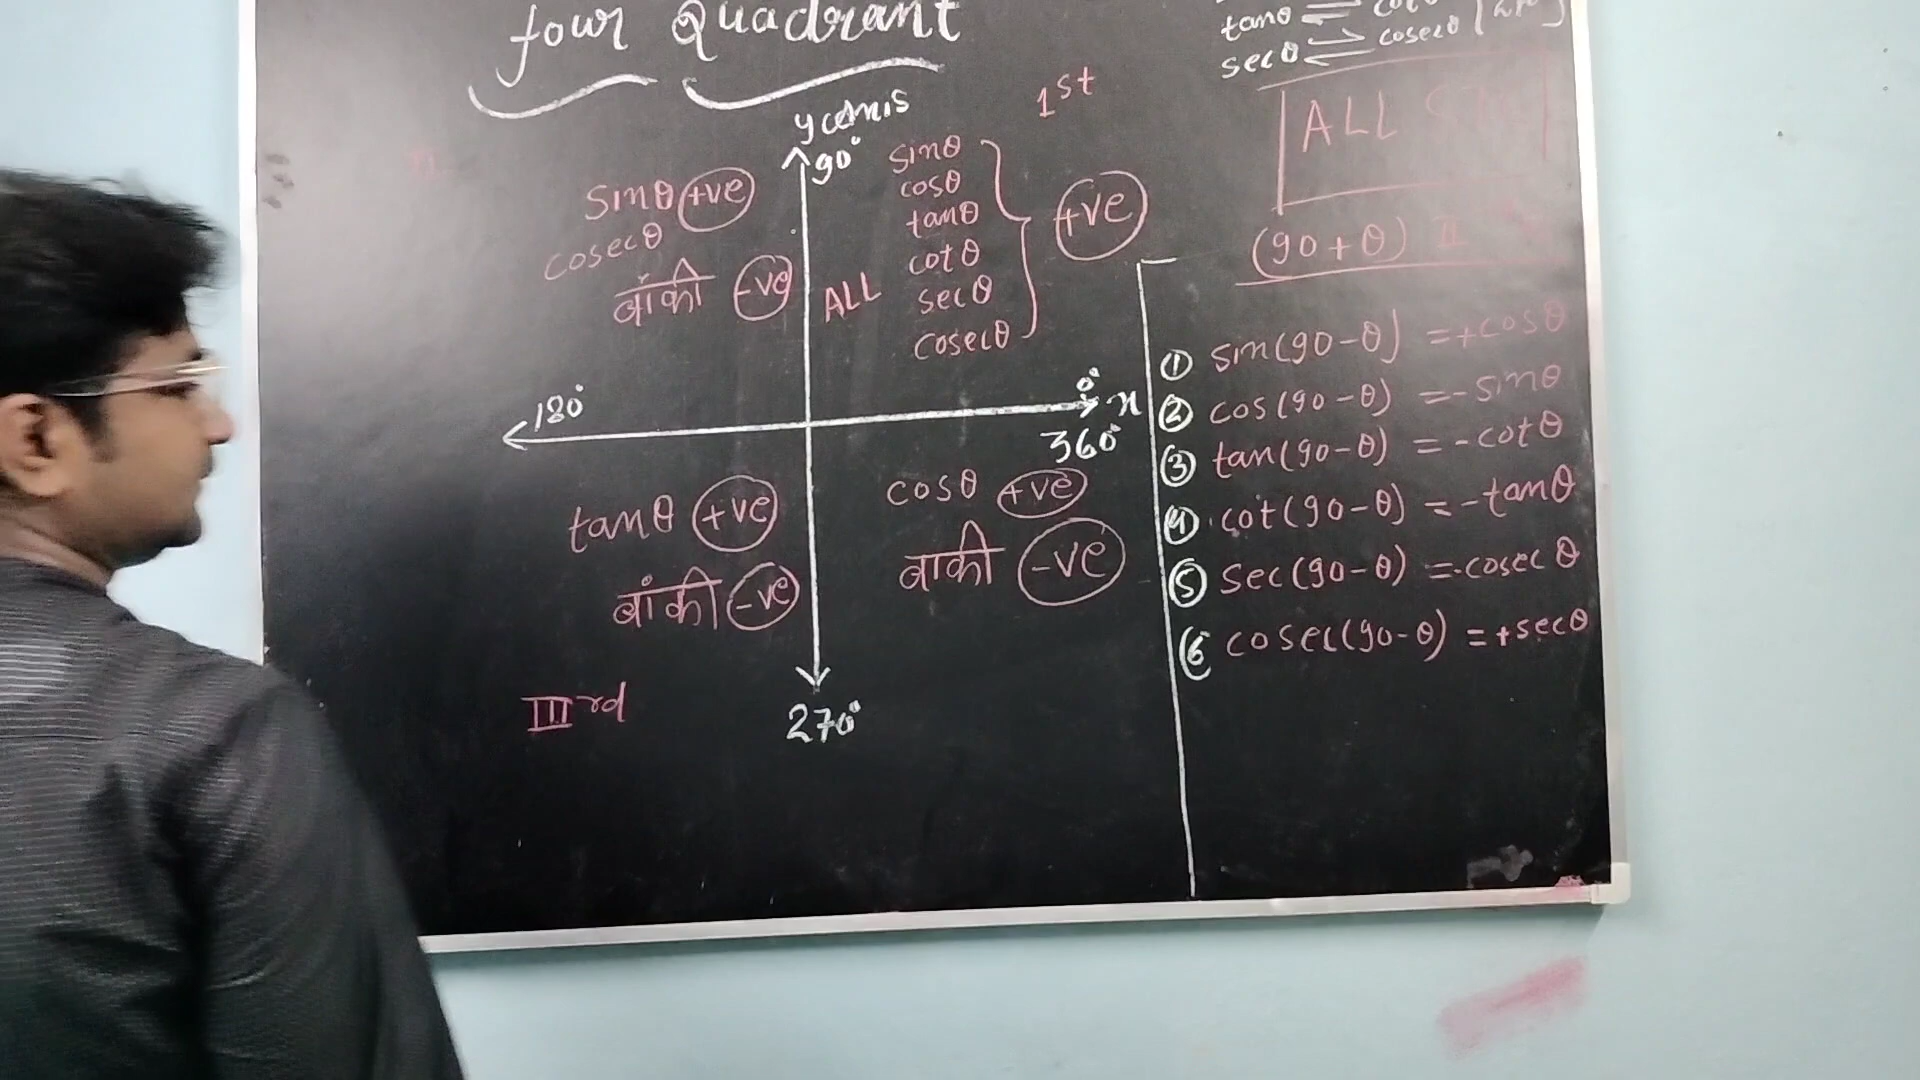 four Quadrant
tanθ ⇌
secθ ⇌ cosecθ
y axis
90°
1st
sinθ +ve
cosecθ
बाँकी -ve
ALL
sinθ
cosθ
tanθ
cotθ
secθ
cosecθ
+ve
180°
0°
x
360°
tanθ +ve
बांकी -ve
cosθ +ve
बाकी -ve
IIIrd
270°
ALL
(90+θ) II
① sin(90-θ) =+cosθ
② cos(90-θ) =-sinθ
③ tan(90-θ) =-cotθ
④ cot(90-θ) =-tanθ
⑤ sec(90-θ) =-cosecθ
⑥ cosec(90-θ) =+secθ